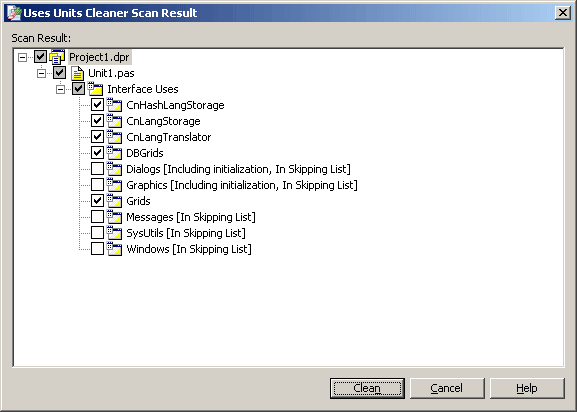 Uses Units Cleaner Scan Result
Scan Result:
Project1.dpr
Unit1.pas
Interface Uses
CnHashLangStorage
CnLangStorage
CnLangTranslator
DBGrids
Dialogs [Including initialization, In Skipping List]
Graphics [Including initialization, In Skipping List]
Grids
Messages [In Skipping List]
SysUtils [In Skipping List]
Windows [In Skipping List]
Clean Cancel Help